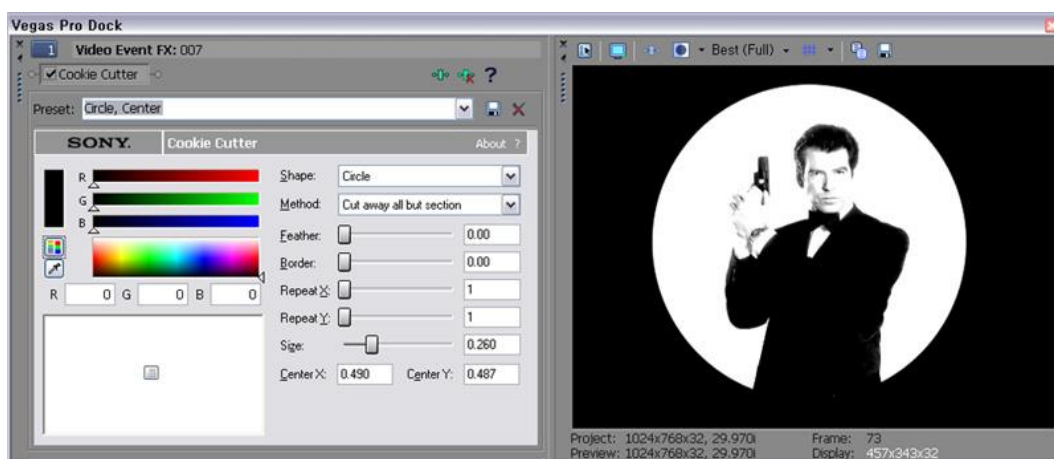 Vegas Pro Dock
1 Video Event FX: 007
Cookie Cutter ?
Preset: Circle, Center
SONY. Cookie Cutter About ?
R
G
B
R 0 G 0 B 0
Shape: Circle
Method: Cut away all but section
Feather: 0.00
Border: 0.00
Repeat X: 1
Repeat Y: 1
Size: 0.260
Center X: 0.490 Center Y: 0.487
Best (Full)
Project: 1024x768x32, 29.970i Frame: 73
Preview: 1024x768x32, 29.970i Display: 457x343x32